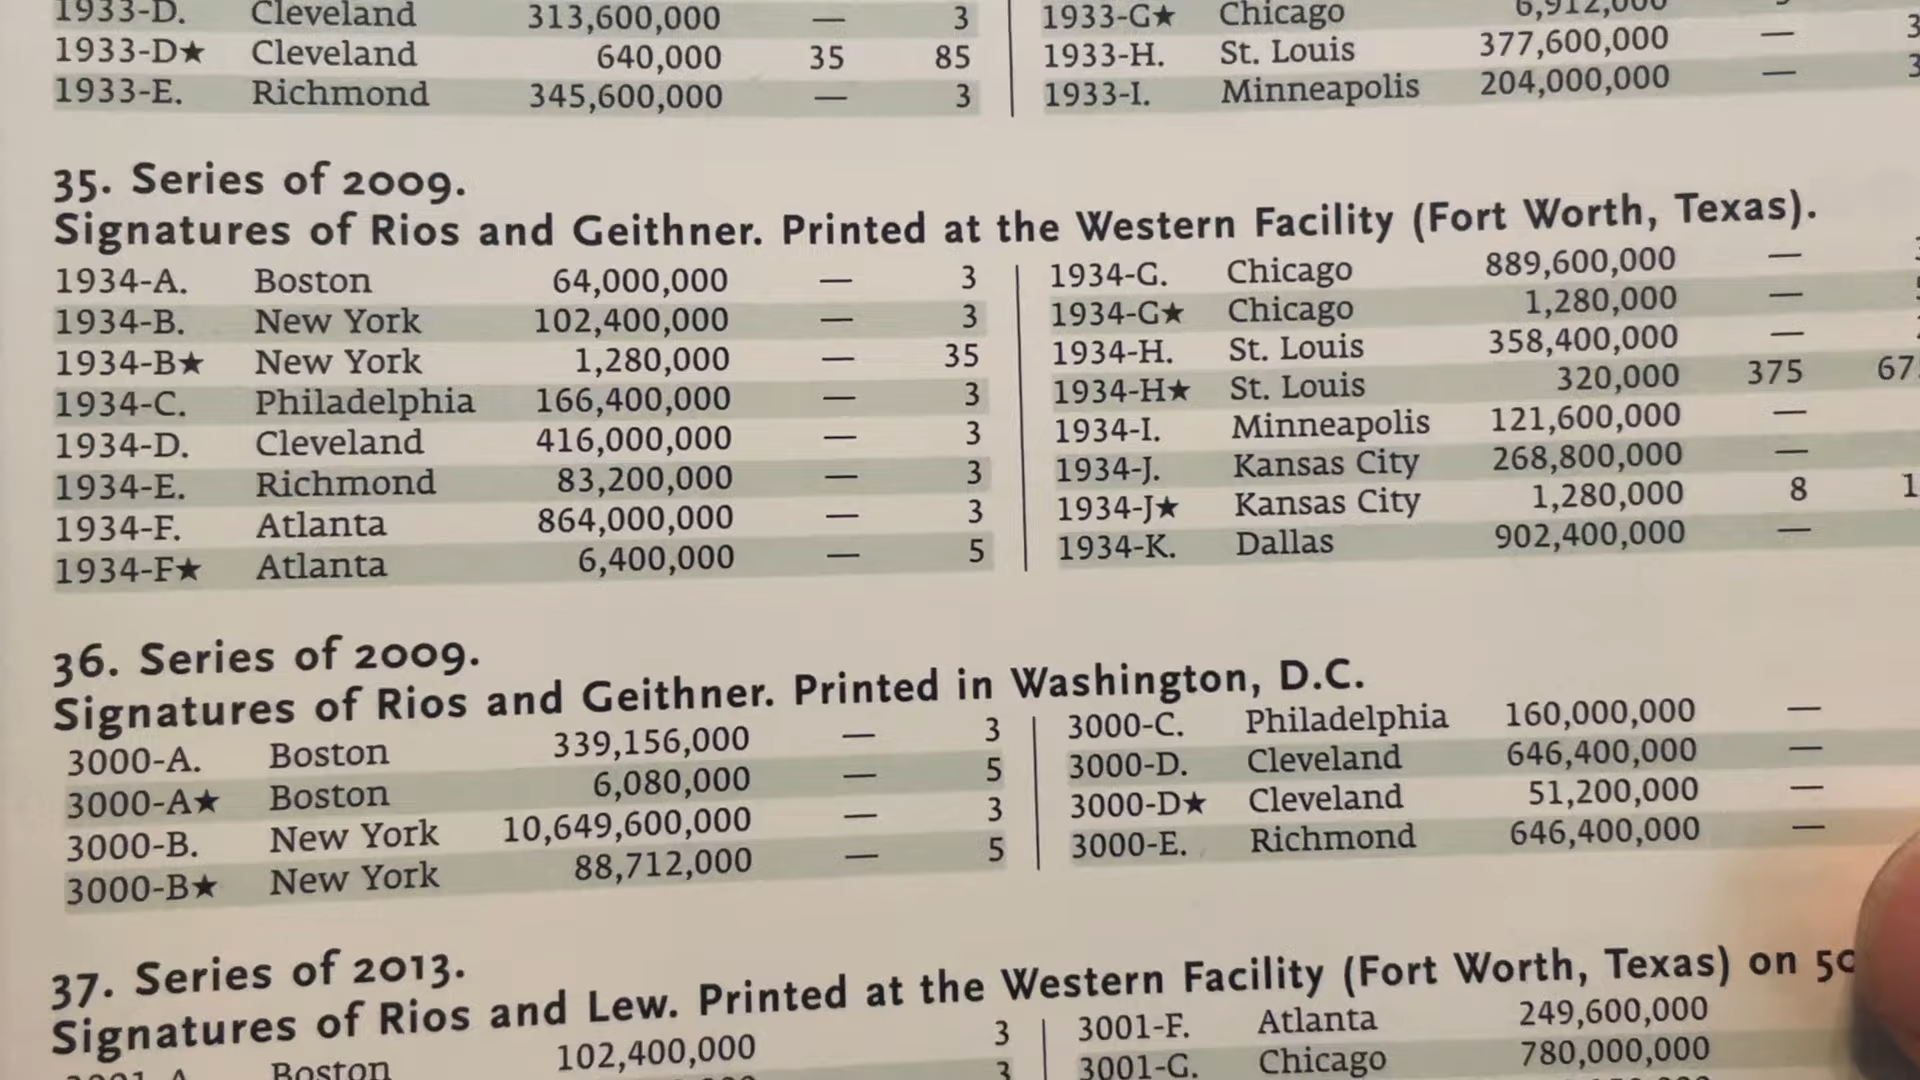 1933-D. Cleveland 313,600,000 — 3
1933-D★ Cleveland 640,000 35 85
1933-E. Richmond 345,600,000 — 3
1933-G★ Chicago 6,912,000
1933-H. St. Louis 377,600,000 — 3
1933-I. Minneapolis 204,000,000 — 3
35. Series of 2009.
Signatures of Rios and Geithner. Printed at the Western Facility (Fort Worth, Texas).
1934-A. Boston 64,000,000 — 3
1934-B. New York 102,400,000 — 3
1934-B★ New York 1,280,000 — 35
1934-C. Philadelphia 166,400,000 — 3
1934-D. Cleveland 416,000,000 — 3
1934-E. Richmond 83,200,000 — 3
1934-F. Atlanta 864,000,000 — 3
1934-F★ Atlanta 6,400,000 — 5
1934-G. Chicago 889,600,000 —
1934-G★ Chicago 1,280,000 —
1934-H. St. Louis 358,400,000 —
1934-H★ St. Louis 320,000 375 67
1934-I. Minneapolis 121,600,000 —
1934-J. Kansas City 268,800,000 —
1934-J★ Kansas City 1,280,000 8 1
1934-K. Dallas 902,400,000 —
36. Series of 2009.
Signatures of Rios and Geithner. Printed in Washington, D.C.
3000-A. Boston 339,156,000 — 3
3000-A★ Boston 6,080,000 — 5
3000-B. New York 10,649,600,000 — 3
3000-B★ New York 88,712,000 — 5
3000-C. Philadelphia 160,000,000 —
3000-D. Cleveland 646,400,000 —
3000-D★ Cleveland 51,200,000 —
3000-E. Richmond 646,400,000 —
37. Series of 2013.
Signatures of Rios and Lew. Printed at the Western Facility (Fort Worth, Texas) on 50
Boston 102,400,000 3
3001-F. Atlanta 249,600,000
3001-G. Chicago 780,000,000